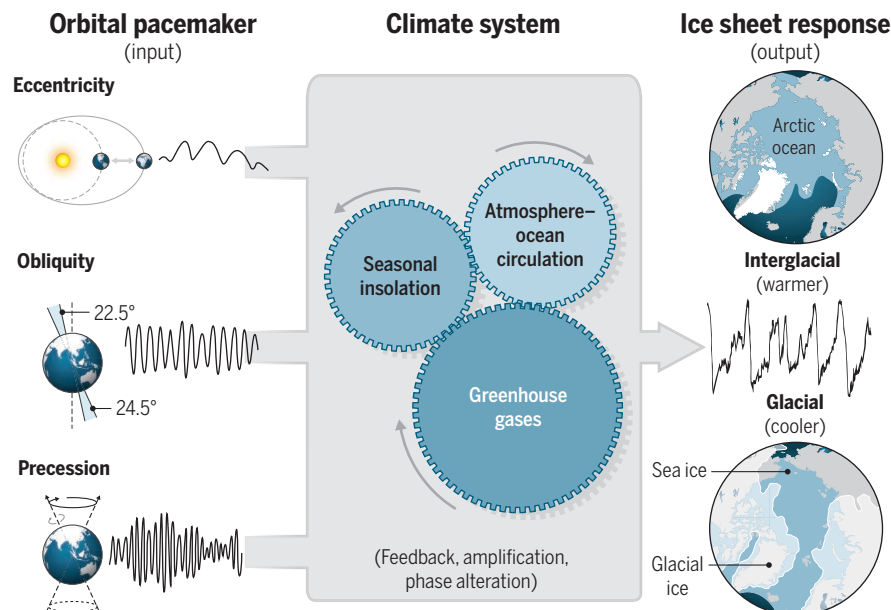 Orbital pacemaker
(input)
Climate system
Ice sheet response
(output)
Eccentricity
Obliquity
22.5°
24.5°
Precession
Seasonal
insolation
Atmosphere–
ocean
circulation
Greenhouse
gases
(Feedback, amplification,
phase alteration)
Arctic
ocean
Interglacial
(warmer)
Glacial
(cooler)
Sea ice
Glacial
ice